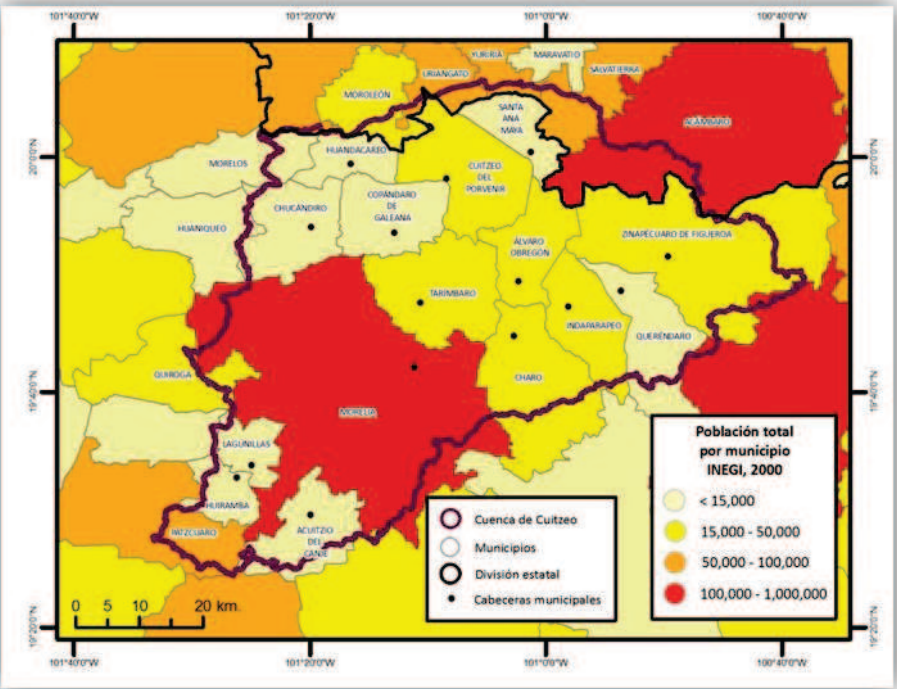 101°40'0"W
101°20'0"W
101°0'0"W
100°40'0"W
YURIRIA
MARAVATIO
SALVATIERRA
URIANGATO
MOROLEÓN
SANTA
ANA
MAYA
ACÁMBARO
20°0'0"N
20°0'0"N
HUANDACAREO
MORELOS
CUITZEO
DEL
PORVENIR
COPÁNDARO
DE
GALEANA
CHUCÁNDIRO
HUANIQUEO
ÁLVARO
OBREGÓN
ZINAPÉCUARO DE FIGUEROA
TARÍMBARO
INDAPARAPEO
QUERÉNDARO
QUIROGA
CHARO
19°40'0"N
19°40'0"N
MORELIA
LAGUNILLAS
HUIRAMBA
PATZCUARO
ACUITZIO
DEL
CANJE
Población total
por municipio
INEGI, 2000
< 15,000
15,000 - 50,000
50,000 - 100,000
100,000 - 1,000,000
Cuenca de Cuitzeo
Municipios
División estatal
Cabeceras municipales
0 5 10 20 km
19°20'0"N
19°20'0"N
101°40'0"W
101°20'0"W
101°0'0"W
100°40'0"W